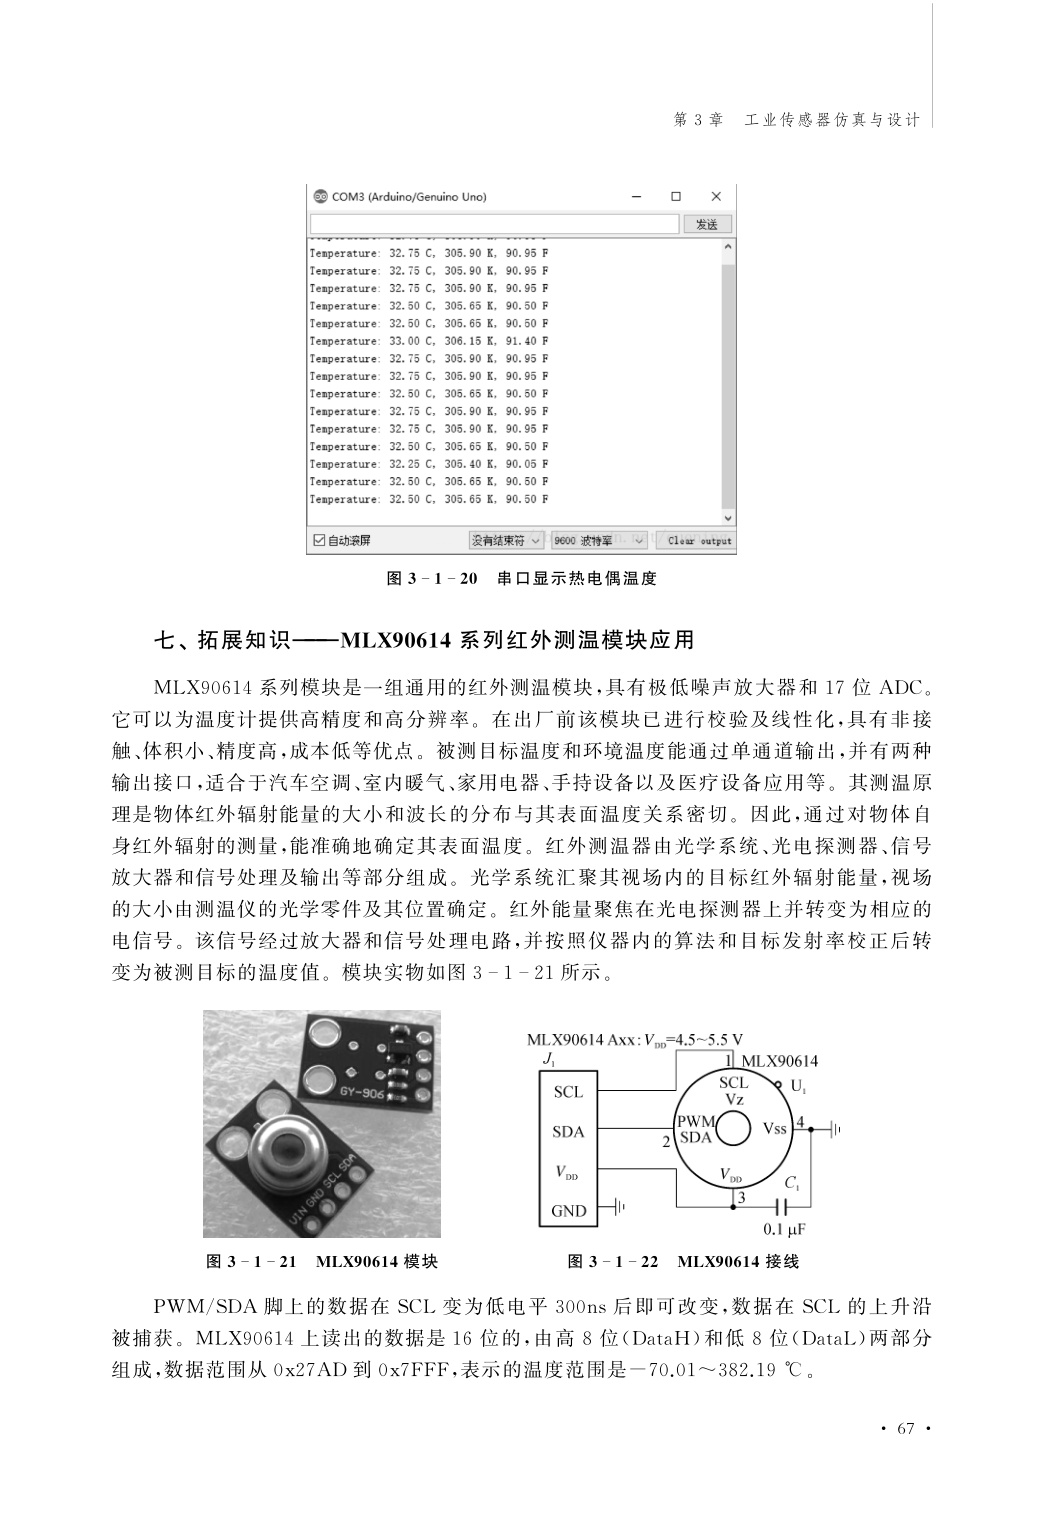 第 3 章 工业传感器仿真与设计
COM3 (Arduino/Genuino Uno)
发送
Temperature: 32.75 C, 305.90 K, 90.95 F
Temperature: 32.75 C, 305.90 K, 90.95 F
Temperature: 32.75 C, 305.90 K, 90.95 F
Temperature: 32.50 C, 305.65 K, 90.50 F
Temperature: 32.50 C, 305.65 K, 90.50 F
Temperature: 33.00 C, 306.15 K, 91.40 F
Temperature: 32.75 C, 305.90 K, 90.95 F
Temperature: 32.75 C, 305.90 K, 90.95 F
Temperature: 32.50 C, 305.65 K, 90.50 F
Temperature: 32.75 C, 305.90 K, 90.95 F
Temperature: 32.75 C, 305.90 K, 90.95 F
Temperature: 32.50 C, 305.65 K, 90.50 F
Temperature: 32.25 C, 305.40 K, 90.05 F
Temperature: 32.50 C, 305.65 K, 90.50 F
Temperature: 32.50 C, 305.65 K, 90.50 F
自动滚屏 没有结束符 9600 波特率 Clear output
图 3-1-20 串口显示热电偶温度
七、拓展知识——MLX90614 系列红外测温模块应用
MLX90614 系列模块是一组通用的红外测温模块,具有极低噪声放大器和 17 位 ADC。
它可以为温度计提供高精度和高分辨率。在出厂前该模块已进行校验及线性化,具有非接
触、体积小、精度高,成本低等优点。被测目标温度和环境温度能通过单通道输出,并有两种
输出接口,适合于汽车空调、室内暖气、家用电器、手持设备以及医疗设备应用等。其测温原
理是物体红外辐射能量的大小和波长的分布与其表面温度关系密切。因此,通过对物体自
身红外辐射的测量,能准确地确定其表面温度。红外测温器由光学系统、光电探测器、信号
放大器和信号处理及输出等部分组成。光学系统汇聚其视场内的目标红外辐射能量,视场
的大小由测温仪的光学零件及其位置确定。红外能量聚焦在光电探测器上并转变为相应的
电信号。该信号经过放大器和信号处理电路,并按照仪器内的算法和目标发射率校正后转
变为被测目标的温度值。模块实物如图 3-1-21 所示。
GY-906
VIN GND SCL SDA
图 3-1-21 MLX90614 模块
MLX90614 Axx: VDD=4.5~5.5 V
J1
1 MLX90614
SCL
SCL
U1
Vz
SDA
PWM
SDA
2
Vss
4
VDD
VDD
C1
3
GND
0.1 μF
图 3-1-22 MLX90614 接线
PWM/SDA 脚上的数据在 SCL 变为低电平 300ns 后即可改变,数据在 SCL 的上升沿
被捕获。MLX90614 上读出的数据是 16 位的,由高 8 位(DataH)和低 8 位(DataL)两部分
组成,数据范围从 0x27AD 到 0x7FFF,表示的温度范围是-70.01~382.19 ℃。
· 67 ·